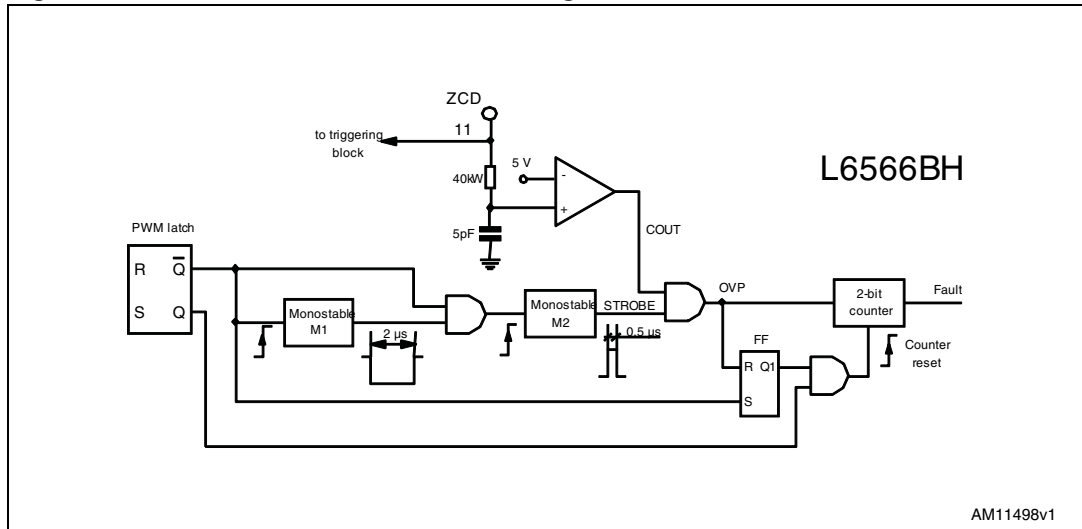 ZCD
11
to triggering
block
5 V
40kW
-
+
L6566BH
5pF
COUT
PWM latch
R Q
S Q
Monostable
M1
2 μs
Monostable
M2
STROBE
0.5 μs
OVP
2-bit
counter
Fault
FF
R Q1
S
Counter
reset
AM11498v1